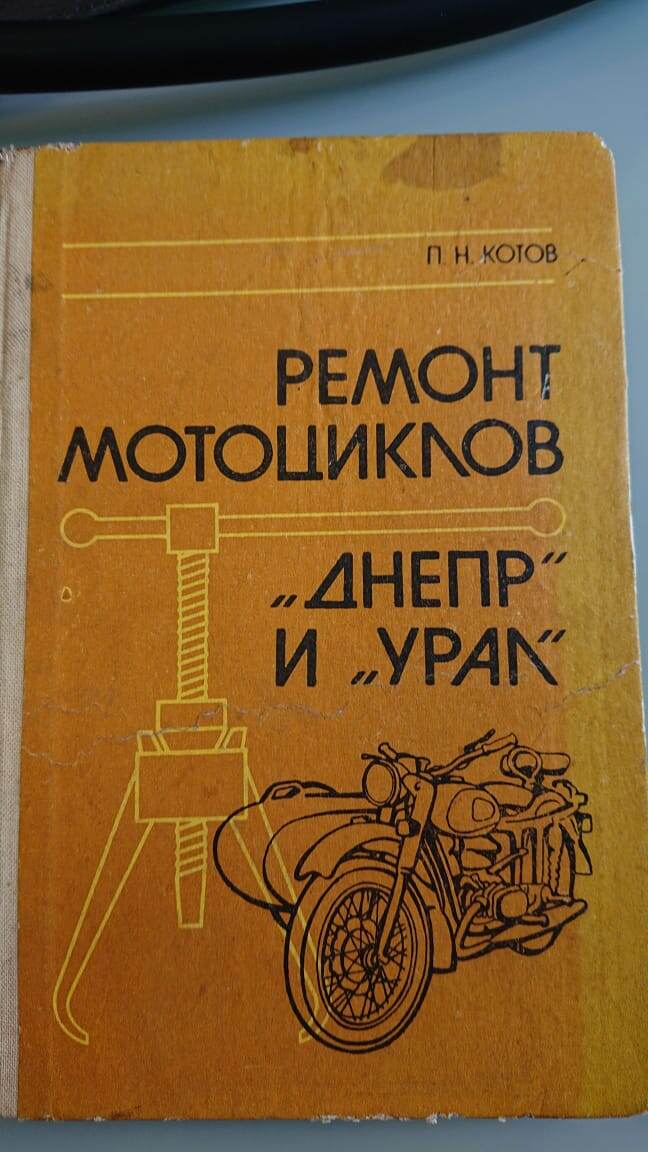 П. Н. КОТОВ
РЕМОНТ
МОТОЦИКЛОВ
„ДНЕПР“
И „УРАЛ“